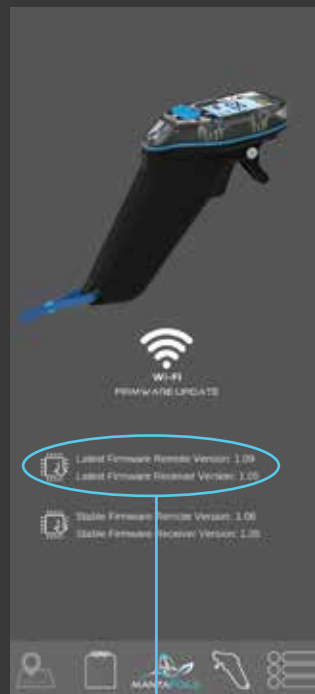 Wi-Fi
FIRMWARE UPDATE
Latest Firmware Remote Version: 1.09
Latest Firmware Receiver Version: 1.05
Stable Firmware Remote Version: 1.08
Stable Firmware Receiver Version: 1.05